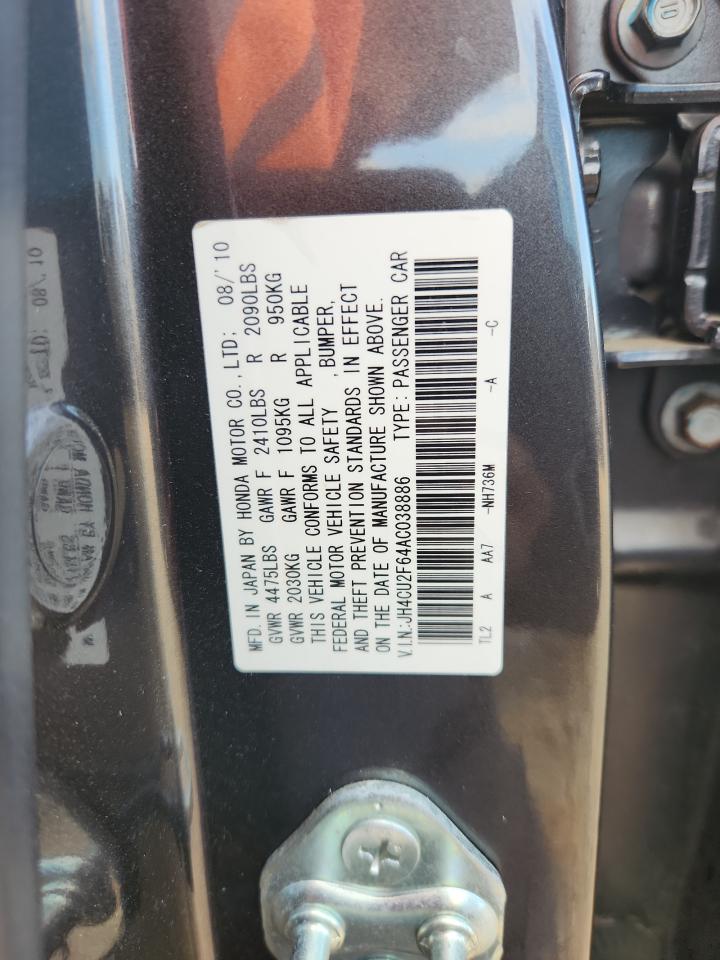 MFD. IN JAPAN BY HONDA MOTOR CO., LTD: 08/'10
GVWR 4475LBS GAWR F 2410LBS R 2090LBS
GVWR 2030KG GAWR F 1095KG R 950KG
THIS VEHICLE CONFORMS TO ALL APPLICABLE
FEDERAL MOTOR VEHICLE SAFETY , BUMPER,
AND THEFT PREVENTION STANDARDS IN EFFECT
ON THE DATE OF MANUFACTURE SHOWN ABOVE.
V.I.N.:JH4CU2F64AC038886 TYPE: PASSENGER CAR
TL2 A AA7 -NH736M -A -C
10